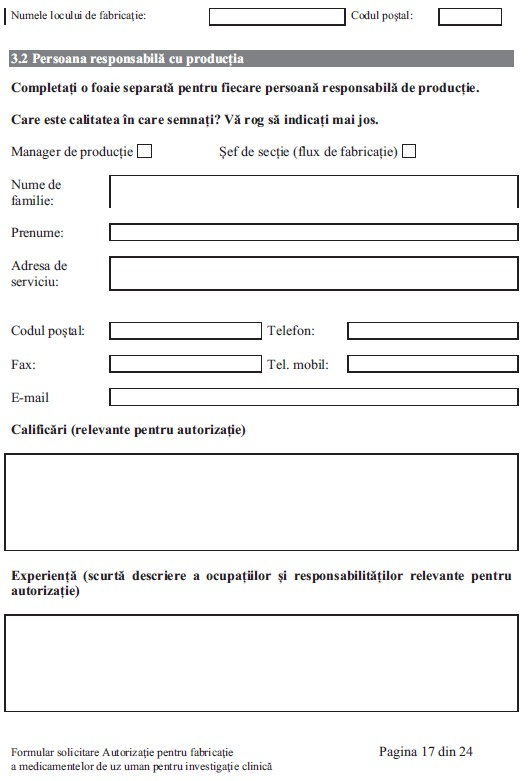 Numele locului de fabricație: Codul poștal:
3.2 Persoana responsabilă cu producția
Completați o foaie separată pentru fiecare persoană responsabilă de producție.
Care este calitatea în care semnați? Vă rog să indicați mai jos.
Manager de producție Șef de secție (flux de fabricație)
Nume de
familie:
Prenume:
Adresa de
serviciu:
Codul poștal: Telefon:
Fax: Tel. mobil:
E-mail
Calificări (relevante pentru autorizație)
Experiență (scurtă descriere a ocupațiilor și responsabilităților relevante pentru
autorizație)
Formular solicitare Autorizație pentru fabricație
a medicamentelor de uz uman pentru investigație clinică
Pagina 17 din 24